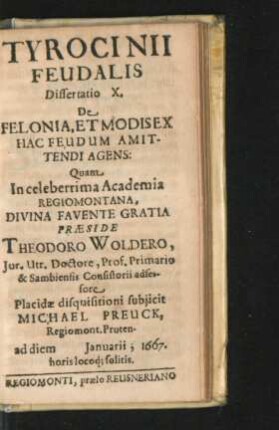 TYROCINII
FEUDALIS
Dissertatio X.
De
FELONIA, ET MODIS EX
HAC FEUDUM AMIT-
TENDI AGENS:
Quam
In celeberrima Academia
REGIOMONTANA,
DIVINA FAVENTE GRATIA
PRÆSIDE
THEODORO WOLDERO,
Jur. Utr. Doctore, Prof. Primario
& Sambiensis Consistorii adses-
sore
Placidæ disquisitioni subjicit
MICHAEL PREUCK,
Regiomont. Pruten.
ad diem Januarii, 1667.
horis locoq; solitis.
REGIOMONTI, prælo REUSNERIANO